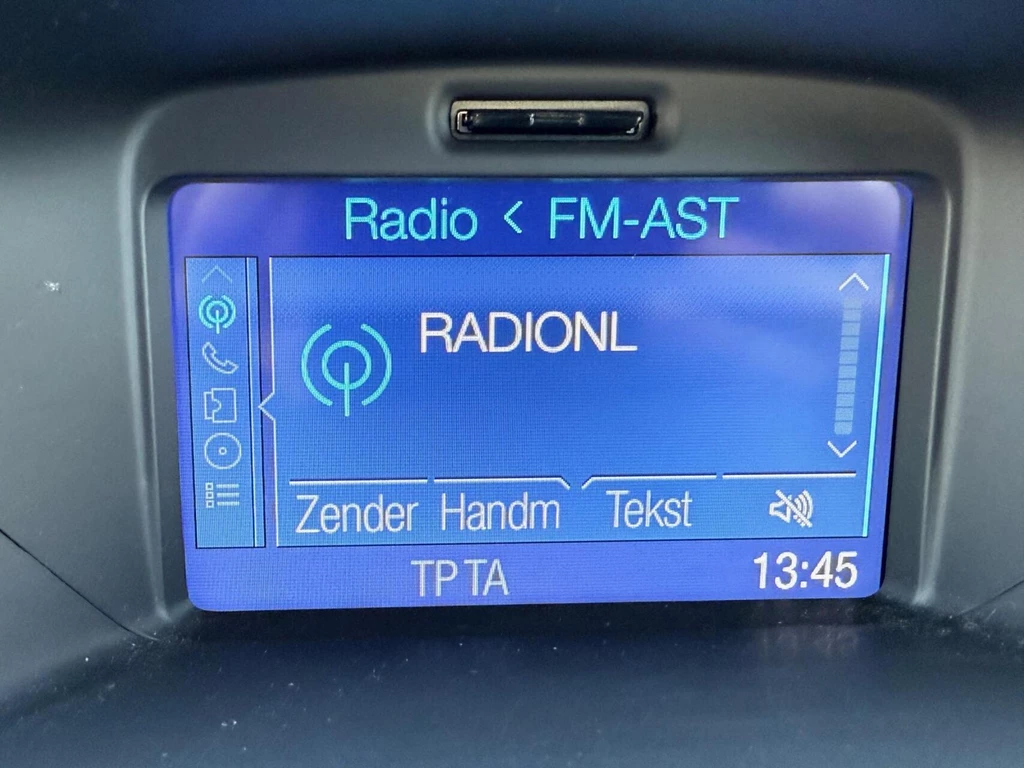 Radio < FM-AST
RADIONL
Zender Handm Tekst
TP TA 13:45